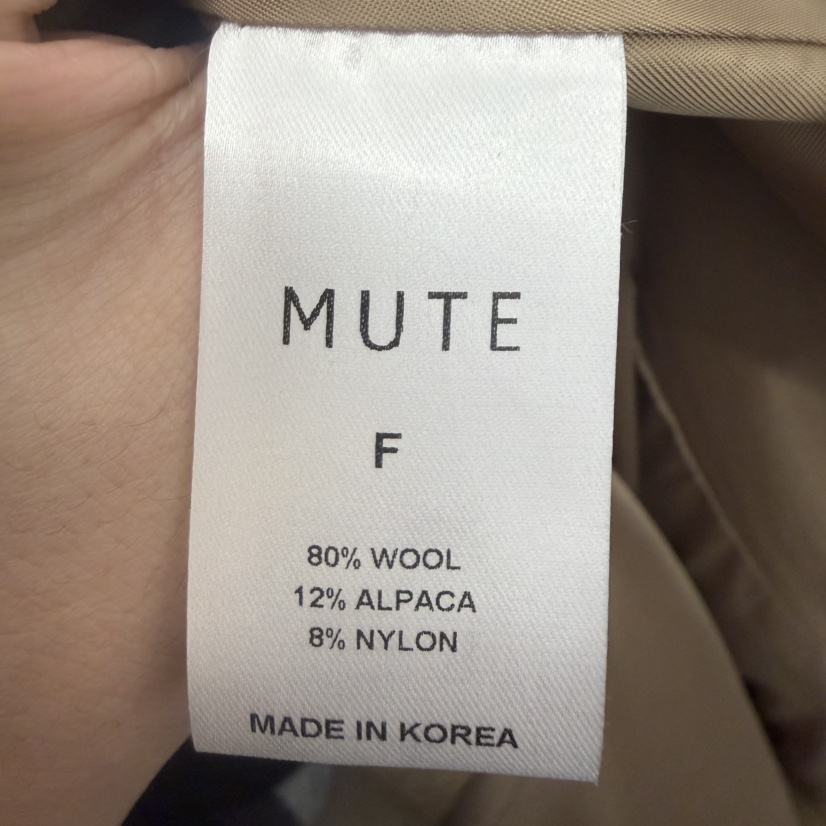 MUTE
F
80% WOOL
12% ALPACA
8% NYLON
MADE IN KOREA